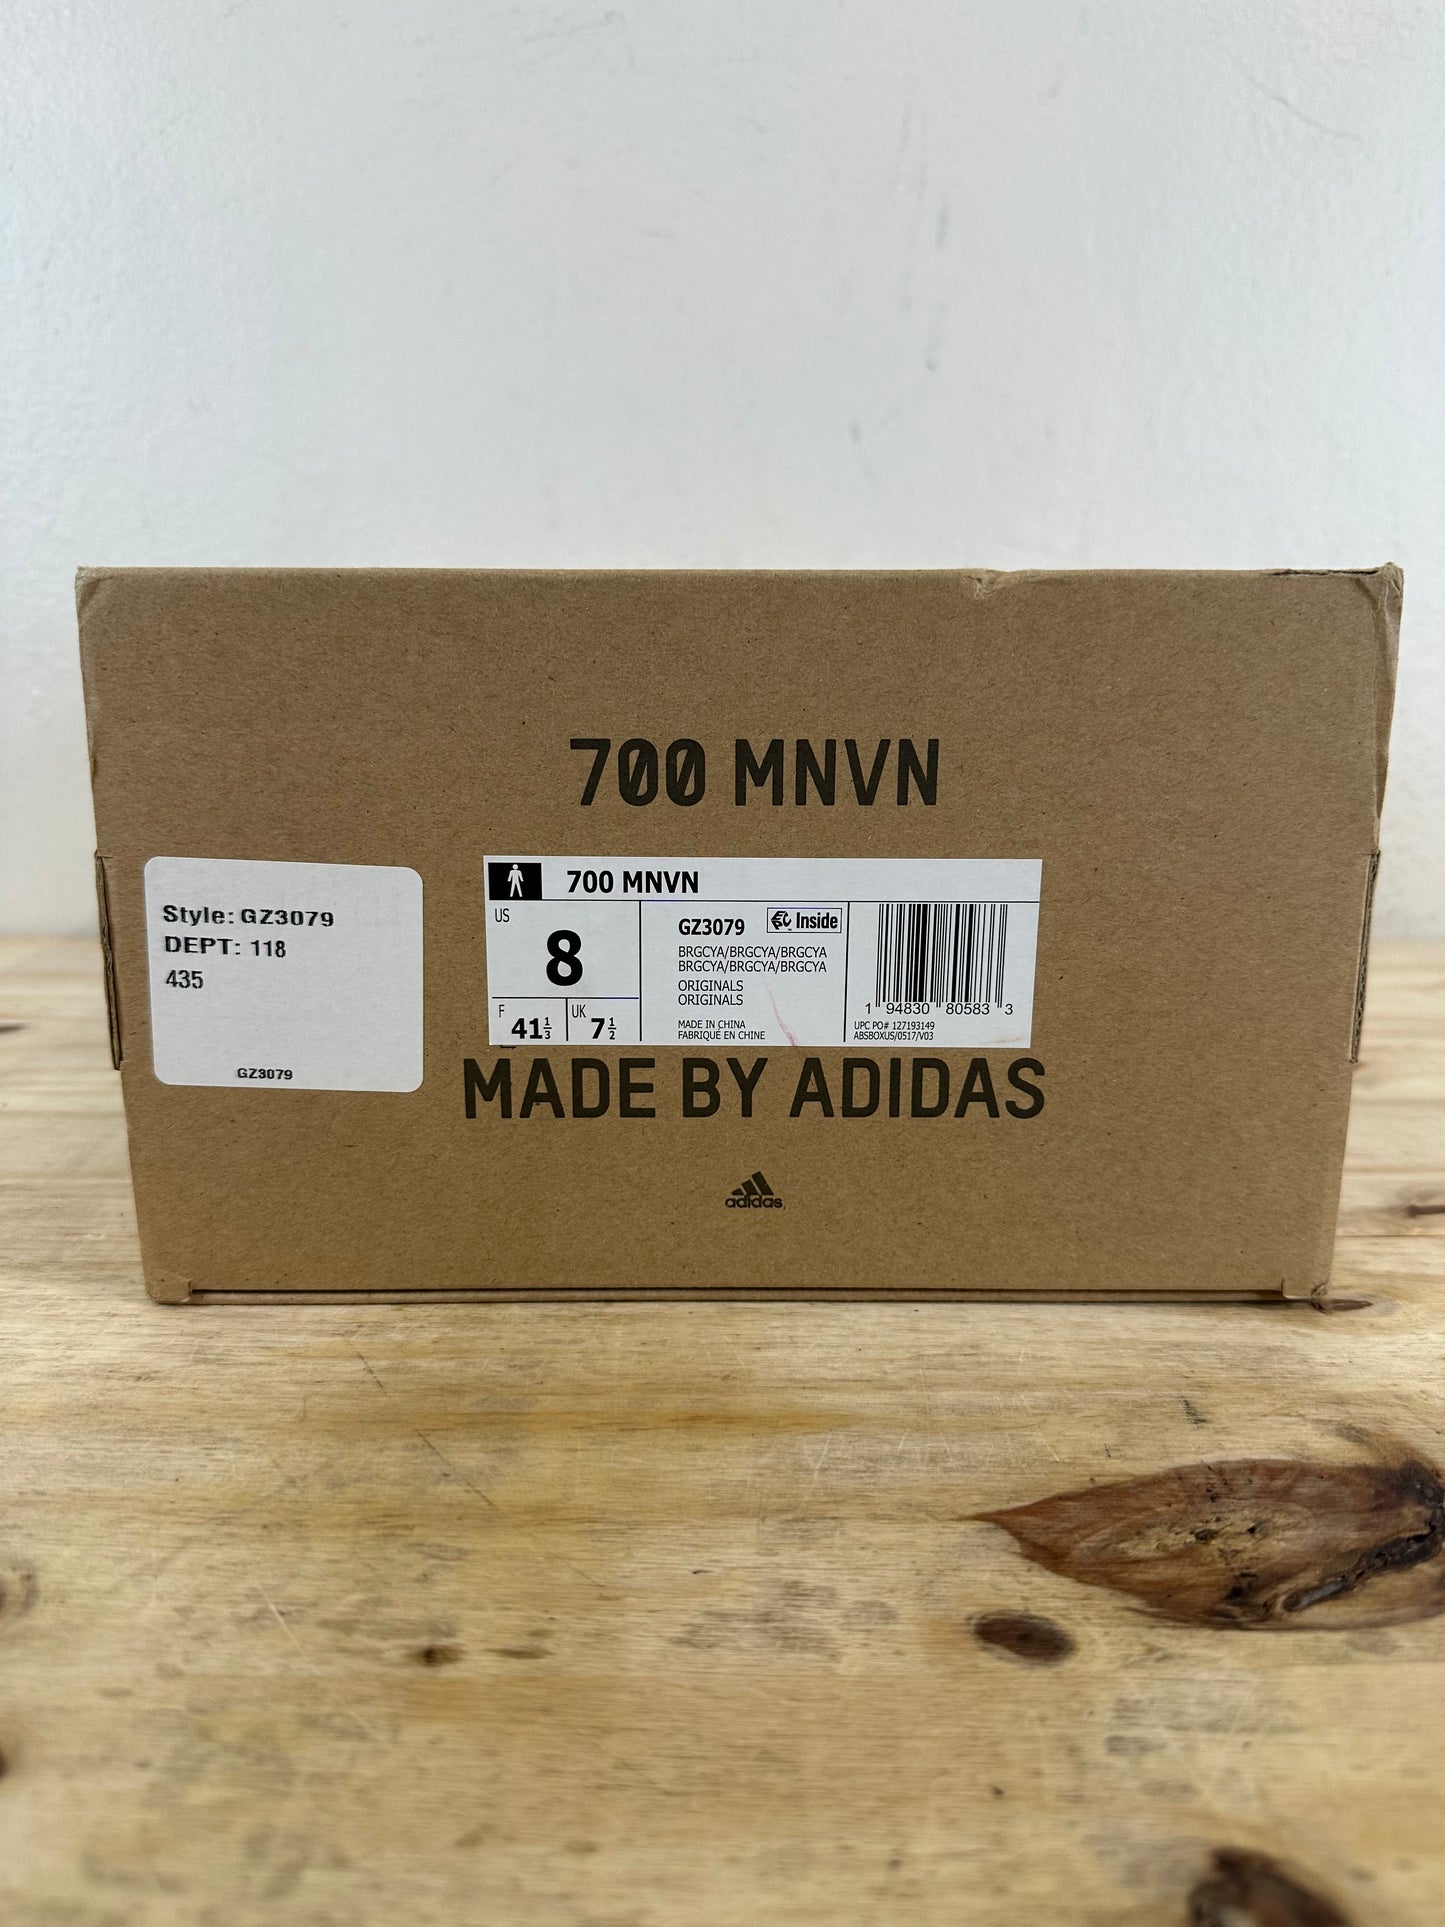 700 MNVN
Style: GZ3079
DEPT: 118
435
GZ3079
700 MNVN
US
8
F
41 1/3
UK
7 1/2
GZ3079
Inside
BRGCYA/BRGCYA/BRGCYA
BRGCYA/BRGCYA/BRGCYA
ORIGINALS
ORIGINALS
MADE IN CHINA
FABRIQUÉ EN CHINE
1 94830 80583 3
UPC PO# 127193149
ABSBOXUS/0517/V03
MADE BY ADIDAS
adidas